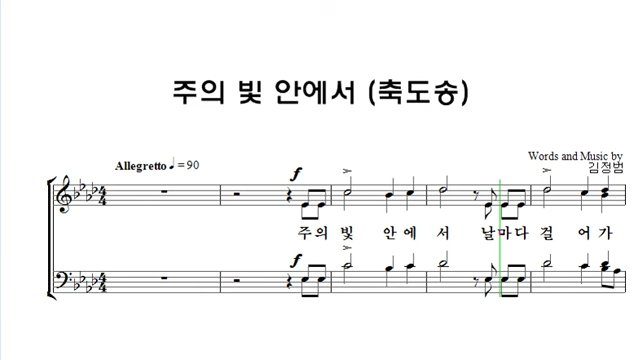 주의 빛 안에서 (축도송)
Words and Music by
김정범
Allegretto ♩=90
f
주의 빛 안에서 날마다 걸 어가
f